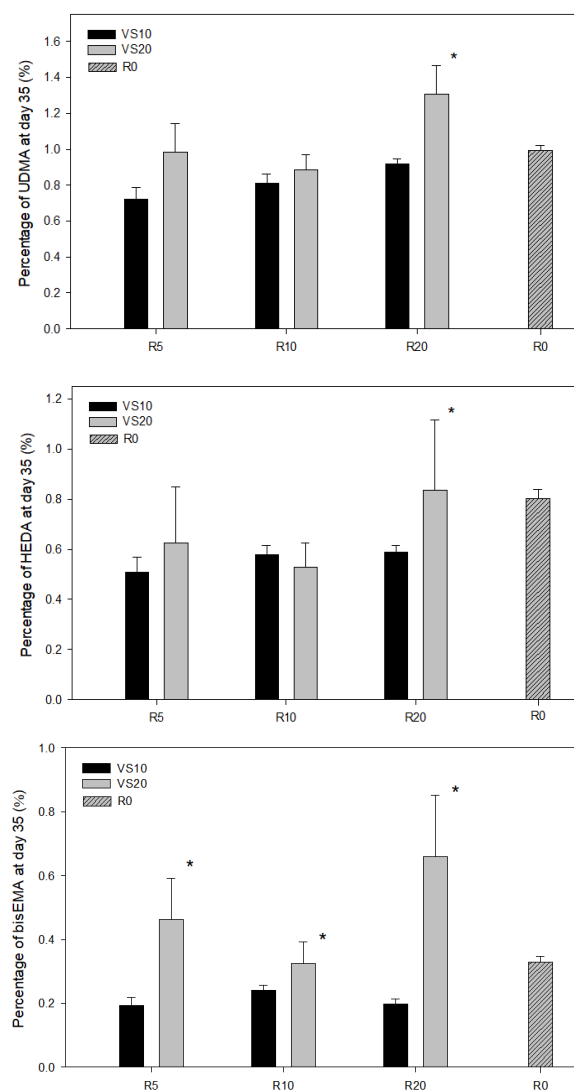 Percentage of UDMA at day 35 (%)
1.6
1.4
1.2
1.0
0.8
0.6
0.4
0.2
0.0
VS10
VS20
R0
*
R5
R10
R20
R0
Percentage of HEDA at day 35 (%)
1.2
1.0
0.8
0.6
0.4
0.2
0.0
VS10
VS20
R0
*
R5
R10
R20
R0
Percentage of bisEMA at day 35 (%)
1.0
0.8
0.6
0.4
0.2
0.0
VS10
VS20
R0
*
*
*
R5
R10
R20
R0